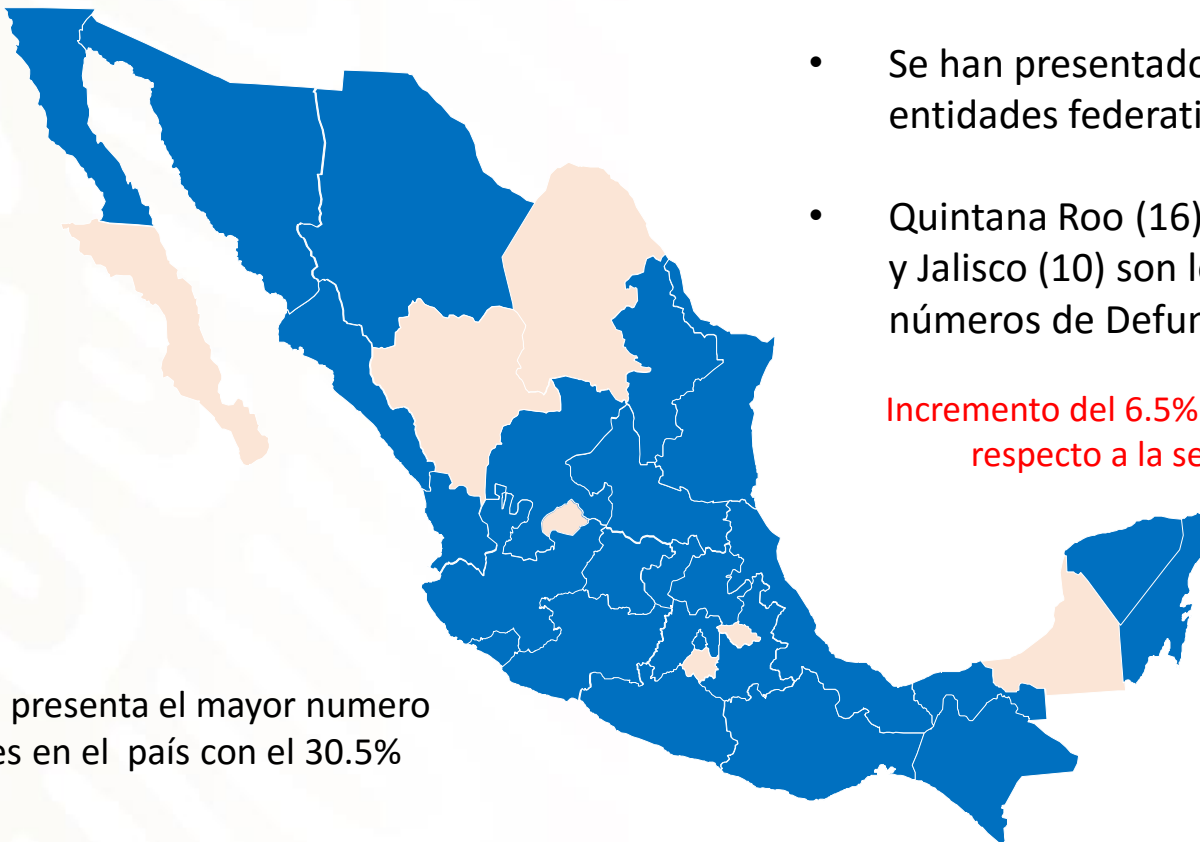 • Se han presentado
entidades federati
• Quintana Roo (16)
y Jalisco (10) son l
números de Defun
Incremento del 6.5%
respecto a la se
presenta el mayor numero
es en el país con el 30.5%